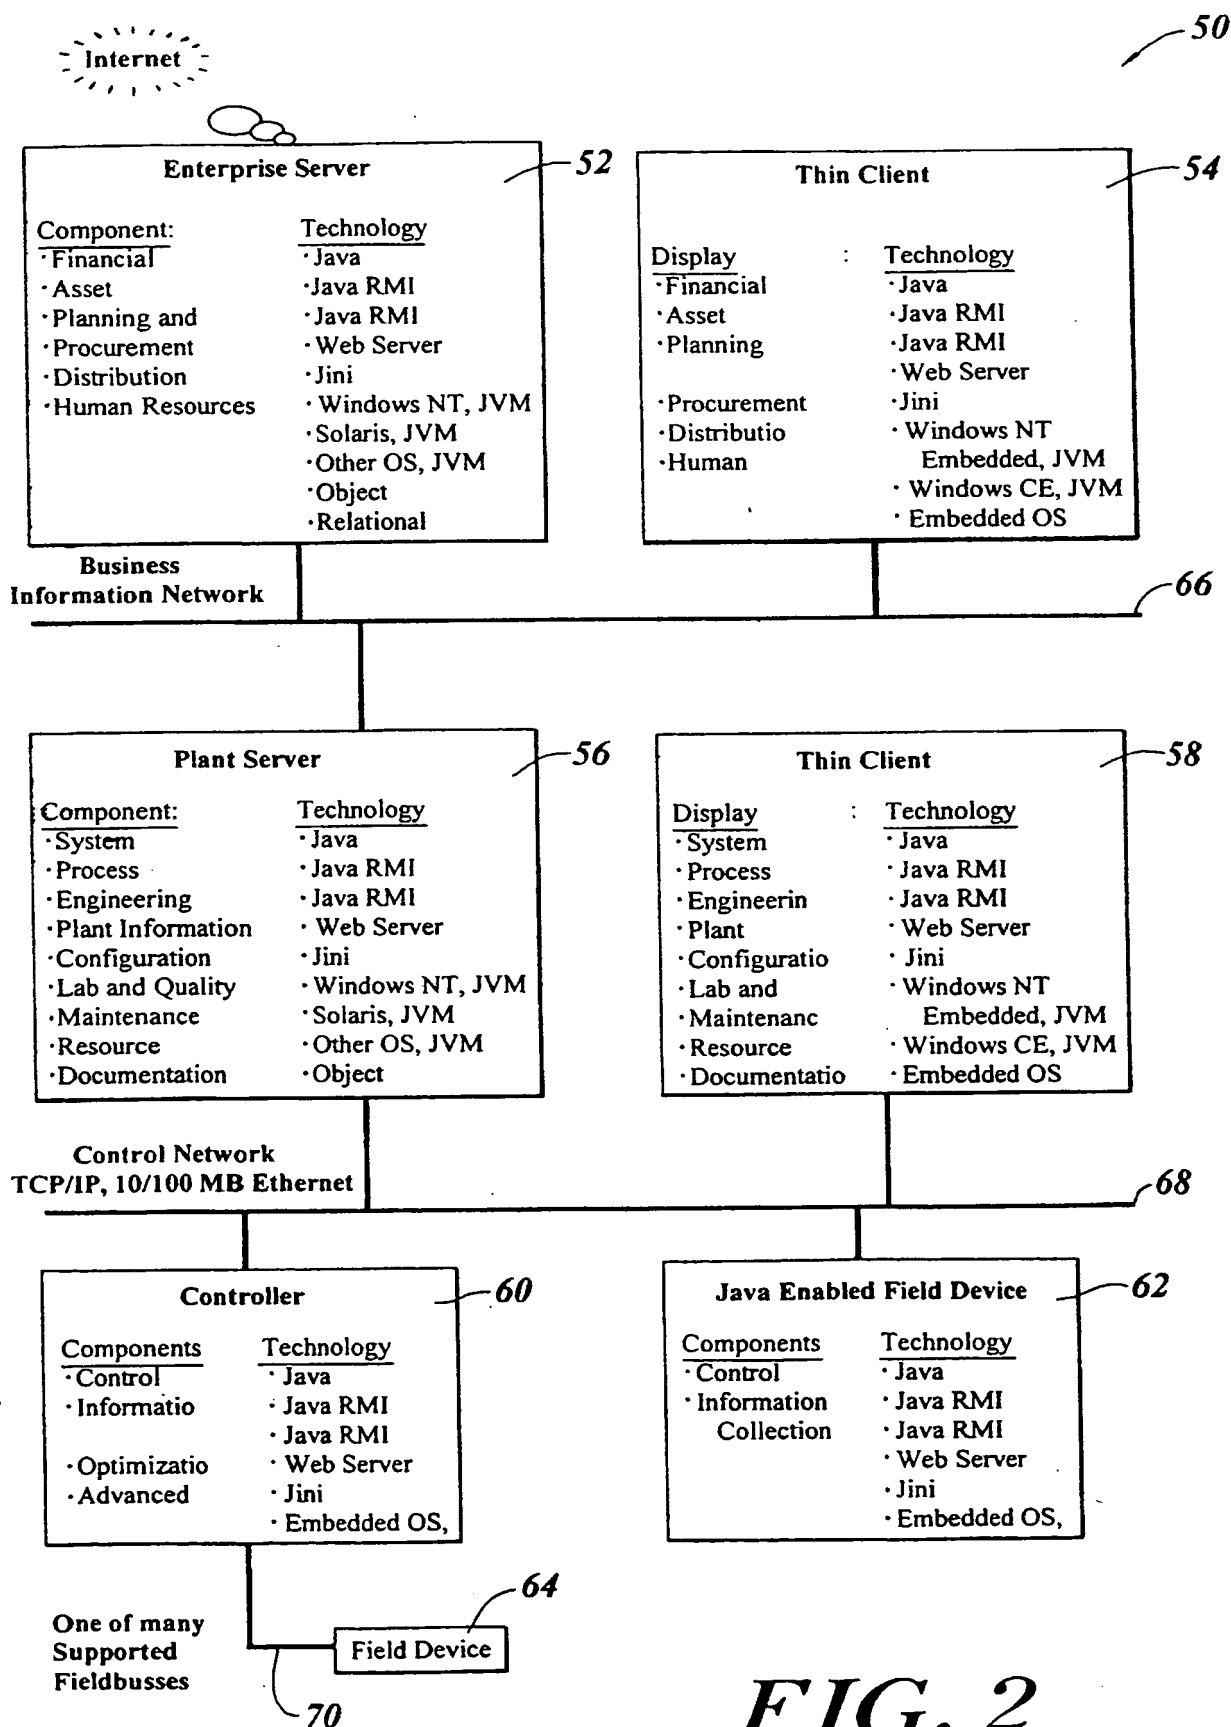 50
Internet
Enterprise Server
52
Component:
·Financial
·Asset
·Planning and
·Procurement
·Distribution
·Human Resources
Technology
·Java
·Java RMI
·Java RMI
·Web Server
·Jini
·Windows NT, JVM
·Solaris, JVM
·Other OS, JVM
·Object
·Relational
Thin Client
54
Display :
·Financial
·Asset
·Planning
·Procurement
·Distributio
·Human
Technology
·Java
·Java RMI
·Java RMI
·Web Server
·Jini
·Windows NT
Embedded, JVM
·Windows CE, JVM
·Embedded OS
Business
Information Network
66
Plant Server
56
Component:
·System
·Process
·Engineering
·Plant Information
·Configuration
·Lab and Quality
·Maintenance
·Resource
·Documentation
Technology
·Java
·Java RMI
·Java RMI
·Web Server
·Jini
·Windows NT, JVM
·Solaris, JVM
·Other OS, JVM
·Object
Thin Client
58
Display :
·System
·Process
·Engineerin
·Plant
·Configuratio
·Lab and
·Maintenanc
·Resource
·Documentatio
Technology
·Java
·Java RMI
·Java RMI
·Web Server
·Jini
·Windows NT
Embedded, JVM
·Windows CE, JVM
·Embedded OS
Control Network
TCP/IP, 10/100 MB Ethernet
68
Controller
60
Components
·Control
·Informatio
·Optimizatio
·Advanced
Technology
·Java
·Java RMI
·Java RMI
·Web Server
·Jini
·Embedded OS,
Java Enabled Field Device
62
Components
·Control
·Information
Collection
Technology
·Java
·Java RMI
·Java RMI
·Web Server
·Jini
·Embedded OS,
One of many
Supported
Fieldbusses
64
Field Device
70
FIG. 2